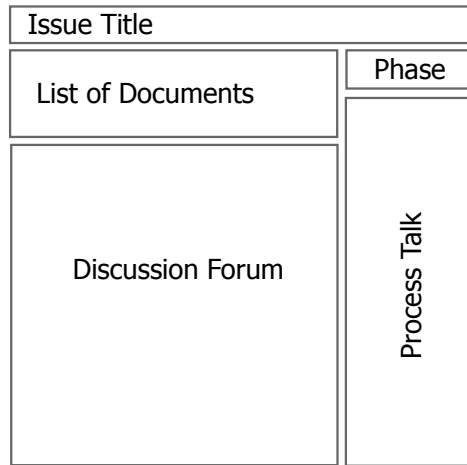 Issue Title
List of Documents
Phase
Discussion Forum
Process Talk